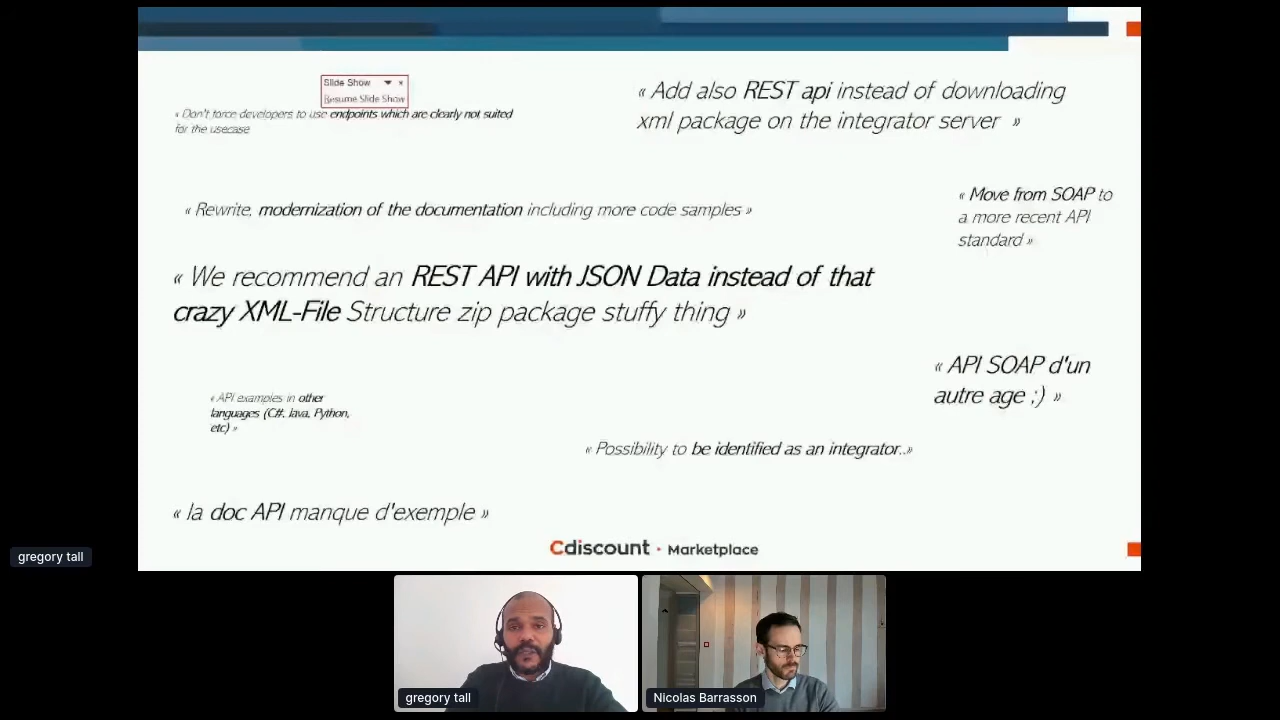 Slide Show
Resume Slide Show
« Don't force developers to use endpoints which are clearly not suited
for the usecase
« Add also REST api instead of downloading
xml package on the integrator server »
« Rewrite, modernization of the documentation including more code samples »
« Move from SOAP to
a more recent API
standard »
« We recommend an REST API with JSON Data instead of that
crazy XML-File Structure zip package stuffy thing »
« API SOAP d'un
autre age ;) »
« API examples in other
languages (C#, Java, Python,
etc) »
« Possibility to be identified as an integrator..»
« la doc API manque d'exemple »
Cdiscount · Marketplace
gregory tall
gregory tall
Nicolas Barrasson